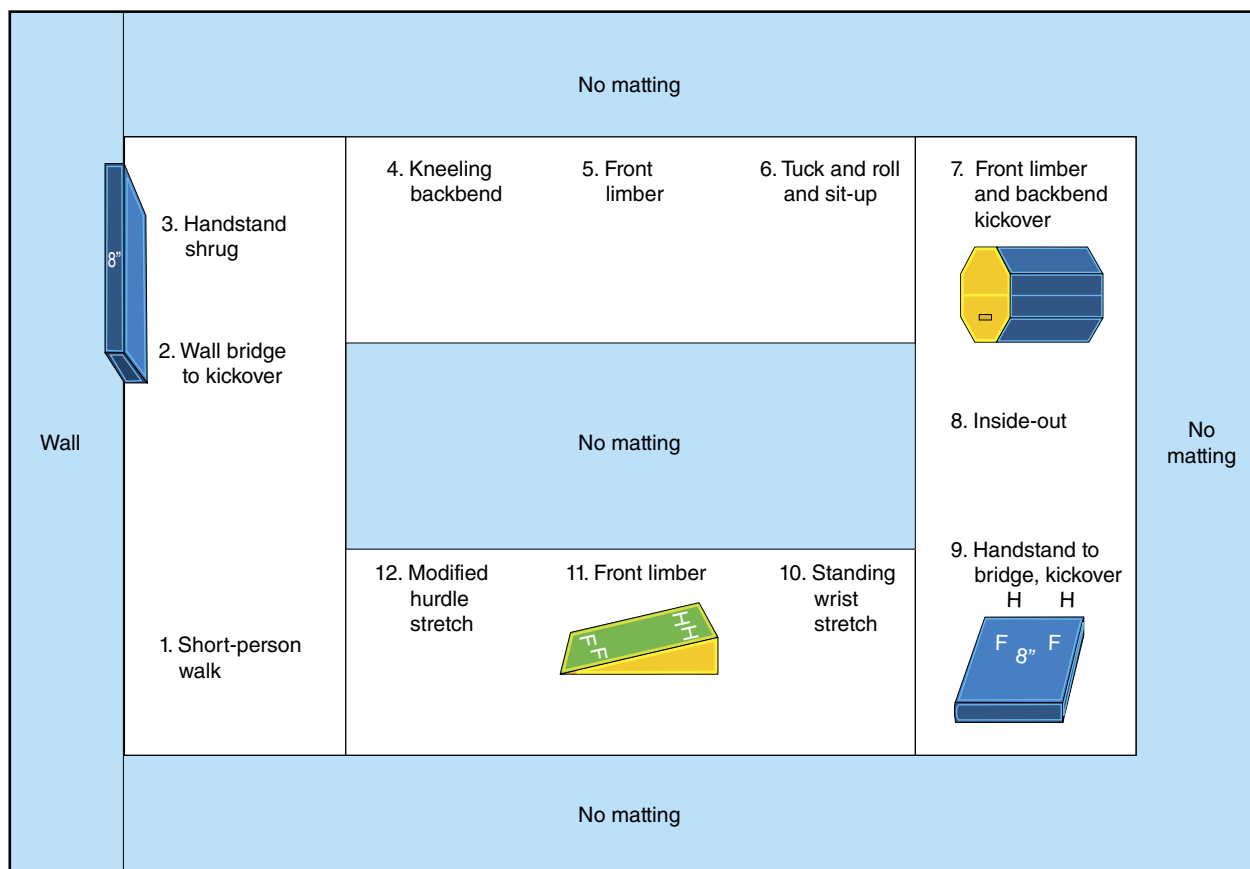 No matting
3. Handstand
shrug
8”
2. Wall bridge
to kickover
Wall
1. Short-person
walk
4. Kneeling
backbend
5. Front
limber
6. Tuck and roll
and sit-up
7. Front limber
and backbend
kickover
No matting
8. Inside-out
No
matting
9. Handstand to
bridge, kickover
H H
F F
8”
10. Standing
wrist
stretch
11. Front limber
F F
H H
12. Modified
hurdle
stretch
No matting